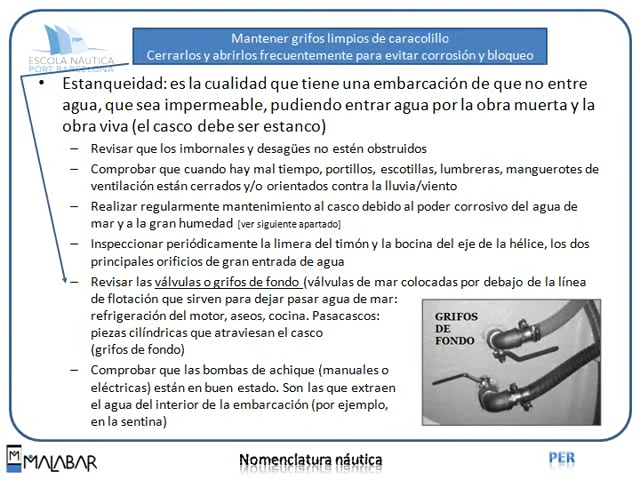 Mantener grifos limpios de caracolillo
Cerrarlos y abrirlos frecuentemente para evitar corrosión y bloqueo
ESCOLA NÀUTICA
PORT BARCELONA
• Estanqueidad: es la cualidad que tiene una embarcación de que no entre
agua, que sea impermeable, pudiendo entrar agua por la obra muerta y la
obra viva (el casco debe ser estanco)
– Revisar que los imbornales y desagües no estén obstruidos
– Comprobar que cuando hay mal tiempo, portillos, escotillas, lumbreras, manguerotes de
ventilación están cerrados y/o orientados contra la lluvia/viento
– Realizar regularmente mantenimiento al casco debido al poder corrosivo del agua de
mar y a la gran humedad [ver siguiente apartado]
– Inspeccionar periódicamente la limera del timón y la bocina del eje de la hélice, los dos
principales orificios de gran entrada de agua
– Revisar las válvulas o grifos de fondo (válvulas de mar colocadas por debajo de la línea
de flotación que sirven para dejar pasar agua de mar:
refrigeración del motor, aseos, cocina. Pasacascos:
piezas cilíndricas que atraviesan el casco
(grifos de fondo)
– Comprobar que las bombas de achique (manuales o
eléctricas) están en buen estado. Son las que extraen
el agua del interior de la embarcación (por ejemplo,
en la sentina)
GRIFOS
DE
FONDO
MALABAR
Nomenclatura náutica
PER